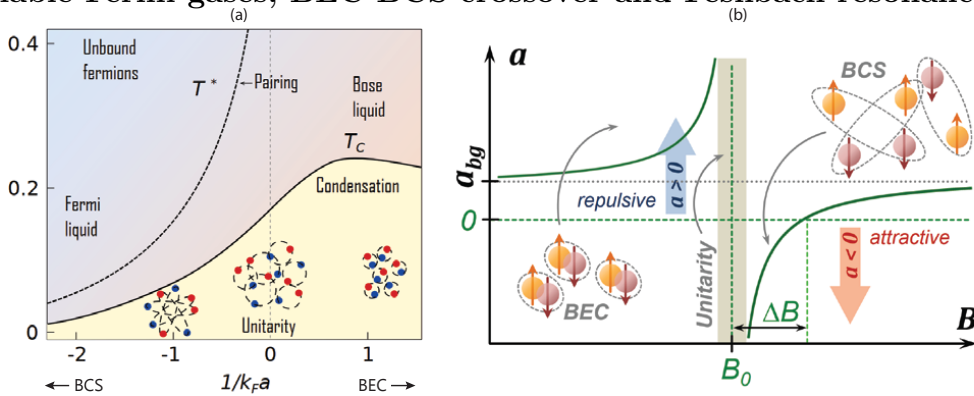 (a)
0.4
0.2
0
Unbound
fermions
T*
Pairing
Bose
liquid
T_C
Condensation
Fermi
liquid
Unitarity
-2
-1
0
1
BCS
1/k_F a
BEC
(b)
a
a_bg
0
repulsive
a > 0
Unitarity
BEC
BCS
attractive
a < 0
ΔB
B
B_0